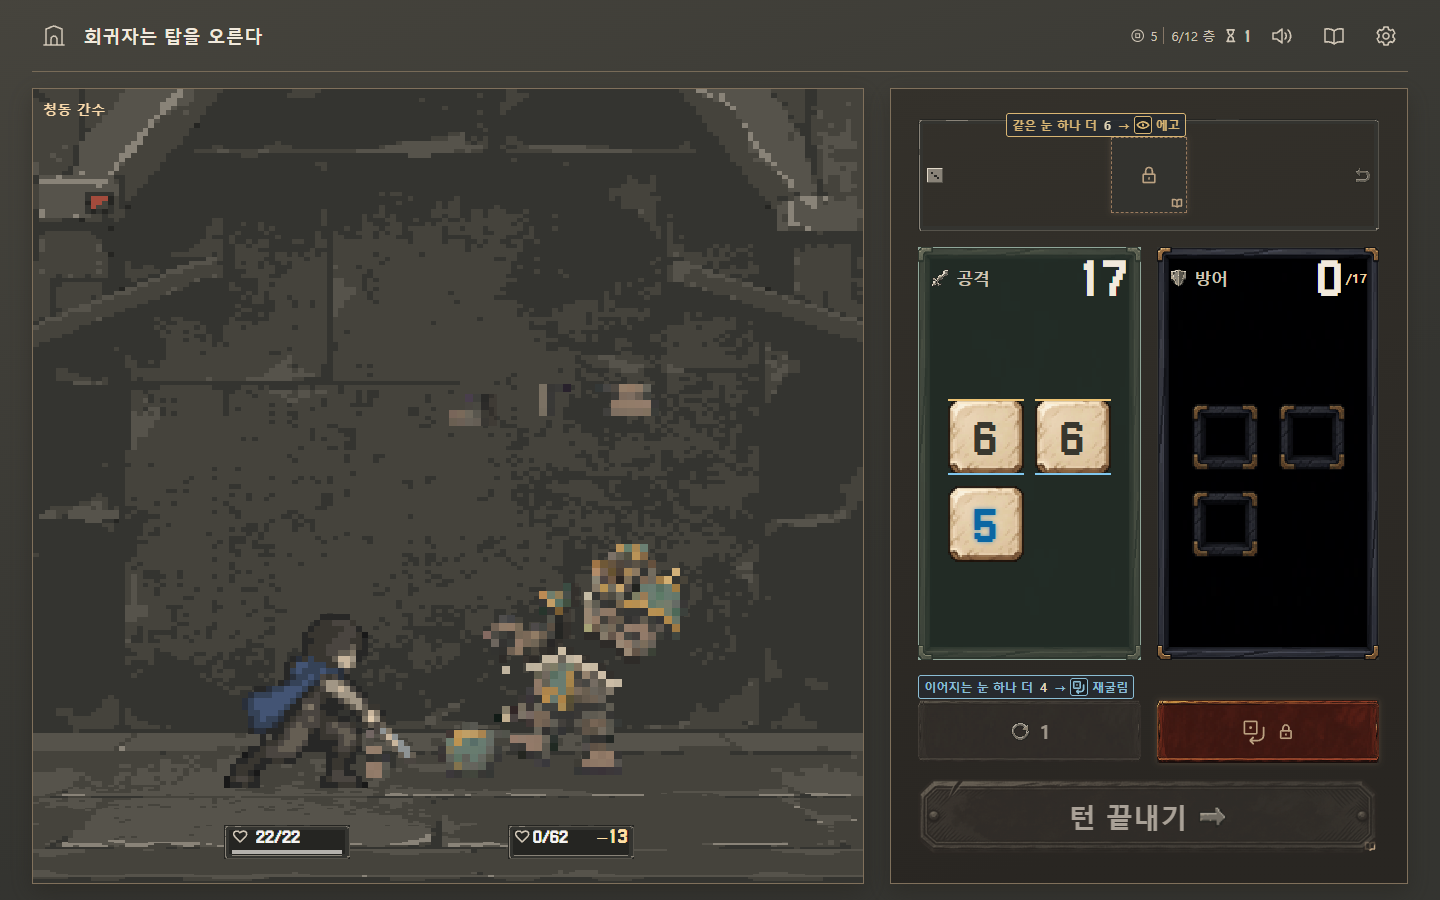 회귀자는 탑을 오른다
5 6/12 층 1
청동 간수
같은 눈 하나 더 6 → 에고
공격 17
방어 0/17
6 6
5
이어지는 눈 하나 더 4 → 재굴림
1
턴 끝내기
22/22
0/62 –13